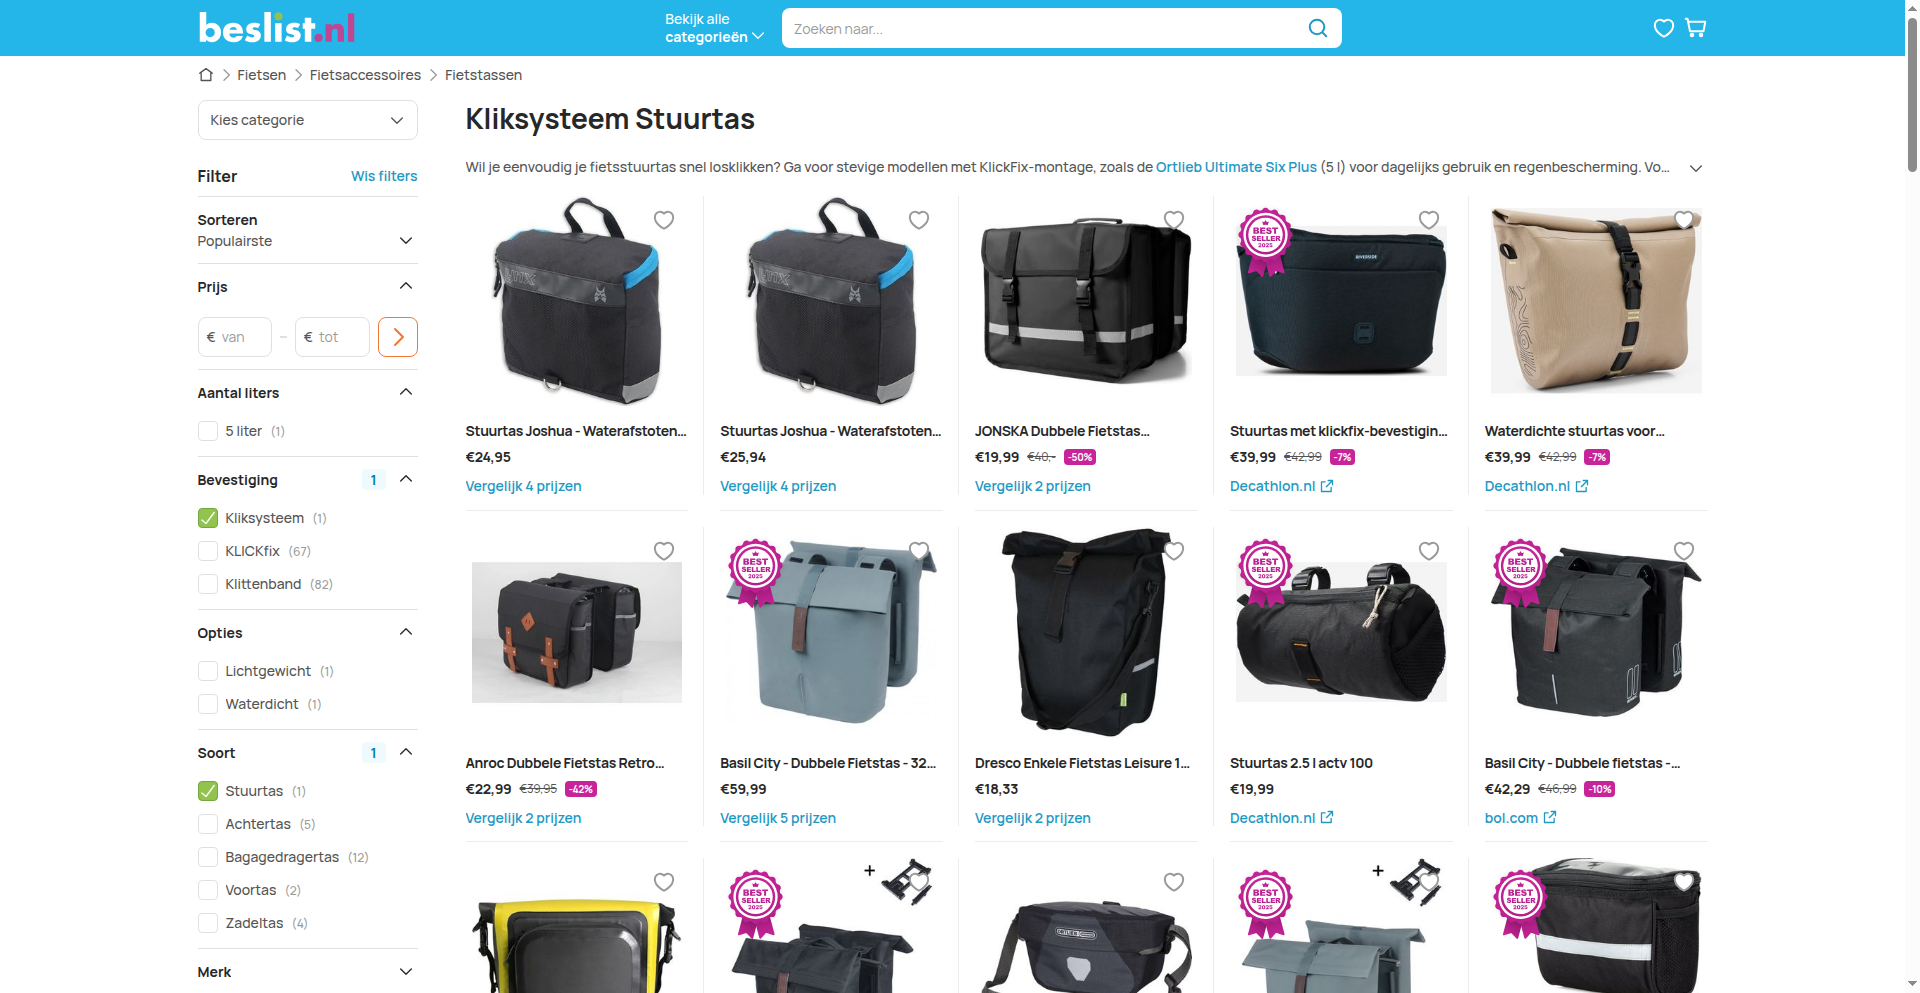 beslist.nl
Bekijk alle
categorieën
Zoeken naar...
Fietsen
Fietsaccessoires
Fietstassen
Kies categorie
Filter
Wis filters
Sorteren
Populairste
Prijs
€ van
–
€ tot
Aantal liters
5 liter (1)
Bevestiging 1
Kliksysteem (1)
KLICKfix (67)
Klittenband (82)
Opties
Lichtgewicht (1)
Waterdicht (1)
Soort 1
Stuurtas (1)
Achtertas (5)
Bagagedragertas (12)
Voortas (2)
Zadeltas (4)
Merk
Kliksysteem Stuurtas
Wil je eenvoudig je fietsstuurtas snel losklikken? Ga voor stevige modellen met KlickFix-montage, zoals de Ortlieb Ultimate Six Plus (5 l) voor dagelijks gebruik en regenbescherming. Vo...
Stuurtas Joshua - Waterafstoten...
€24,95
Vergelijk 4 prijzen
Stuurtas Joshua - Waterafstoten...
€25,94
Vergelijk 4 prijzen
JONSKA Dubbele Fietstas...
€19,99 €40,- -50%
Vergelijk 2 prijzen
BEST
SELLER
2025
RIVERSIDE
Stuurtas met klickfix-bevestigin...
€39,99 €42,99 -7%
Decathlon.nl
Waterdichte stuurtas voor...
€39,99 €42,99 -7%
Decathlon.nl
Anroc Dubbele Fietstas Retro...
€22,99 €39,95 -42%
Vergelijk 2 prijzen
BEST
SELLER
2025
Basil City - Dubbele Fietstas - 32...
€59,99
Vergelijk 5 prijzen
Dresco Enkele Fietstas Leisure 1...
€18,33
Vergelijk 2 prijzen
BEST
SELLER
2025
Stuurtas 2.5 l actv 100
€19,99
Decathlon.nl
BEST
SELLER
2025
Basil City - Dubbele fietstas -...
€42,29 €46,99 -10%
bol.com
BEST
SELLER
2025
+
ORTLIEB
BEST
SELLER
2025
+
BEST
SELLER
2025